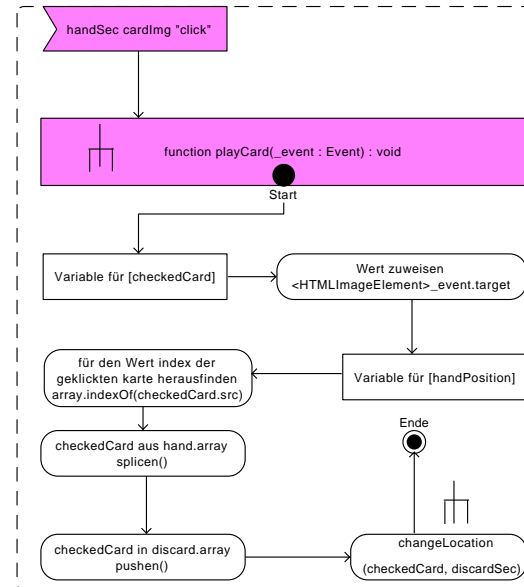 handSec cardImg "click"
function playCard(_event : Event) : void
Start
Variable für [checkedCard]
Wert zuweisen
<HTMLImageElement>_event.target
Variable für [handPosition]
für den Wert index der
geklickten karte herausfinden
array.indexOf(checkedCard.src)
checkedCard aus hand.array
splicen()
checkedCard in discard.array
pushen()
changeLocation
(checkedCard, discardSec)
Ende